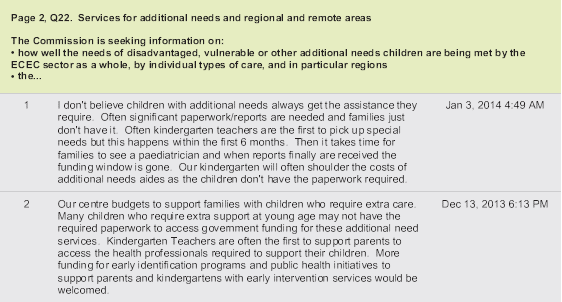 Page 2, Q22. Services for additional needs and regional and remote areas
The Commission is seeking information on:
• how well the needs of disadvantaged, vulnerable or other additional needs children are being met by the
ECEC sector as a whole, by individual types of care, and in particular regions
• the...
1 I don't believe children with additional needs always get the assistance they Jan 3, 2014 4:49 AM
require. Often significant paperwork/reports are needed and families just
don't have it. Often kindergarten teachers are the first to pick up special
needs but this happens within the first 6 months. Then it takes time for
families to see a paediatrician and when reports finally are received the
funding window is gone. Our kindergarten will often shoulder the costs of
additional needs aides as the children don't have the paperwork required.
2 Our centre budgets to support families with children who require extra care. Dec 13, 2013 6:13 PM
Many children who require extra support at young age may not have the
required paperwork to access government funding for these additional need
services. Kindergarten Teachers are often the first to support parents to
access the health professionals required to support their children. More
funding for early identification programs and public health initiatives to
support parents and kindergartens with early intervention services would be
welcomed.